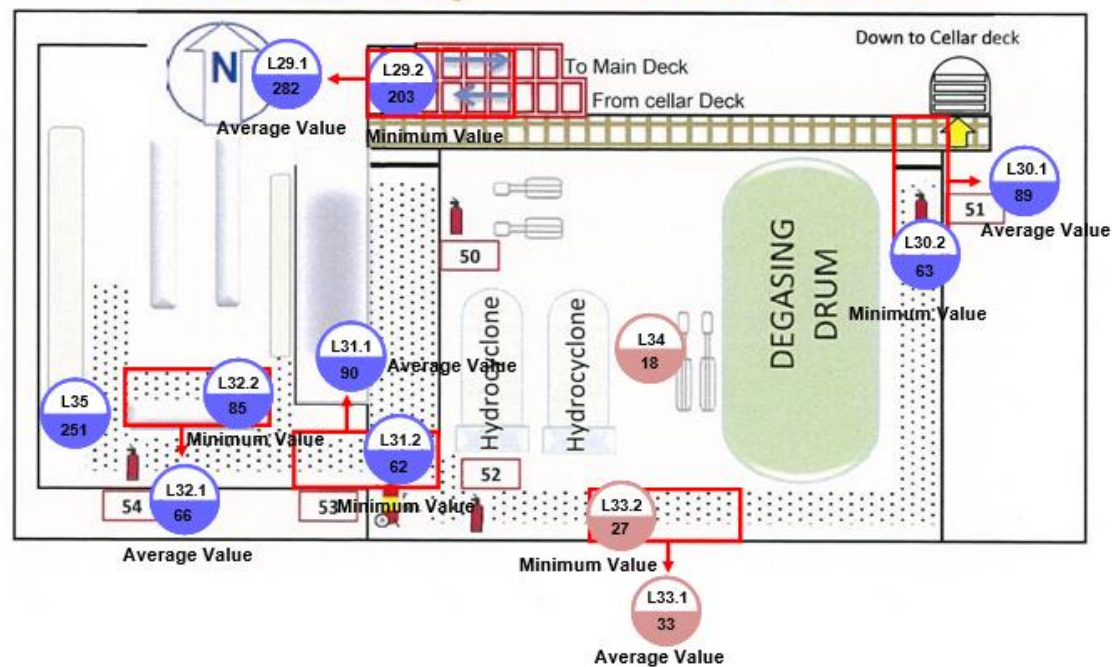 Down to Cellar deck
N
L29.1
282
Average Value
L29.2
203
Minimum Value
To Main Deck
From cellar Deck
L30.1
89
Average Value
51
L30.2
63
Minimum Value
50
DEGASING
DRUM
Hydroclone
Hydrocyclone
L34
18
L31.1
90
Average Value
L32.2
85
Minimum Value
L35
251
L31.2
62
Minimum Value
52
53
54
L32.1
66
Average Value
L33.2
27
Minimum Value
L33.1
33
Average Value